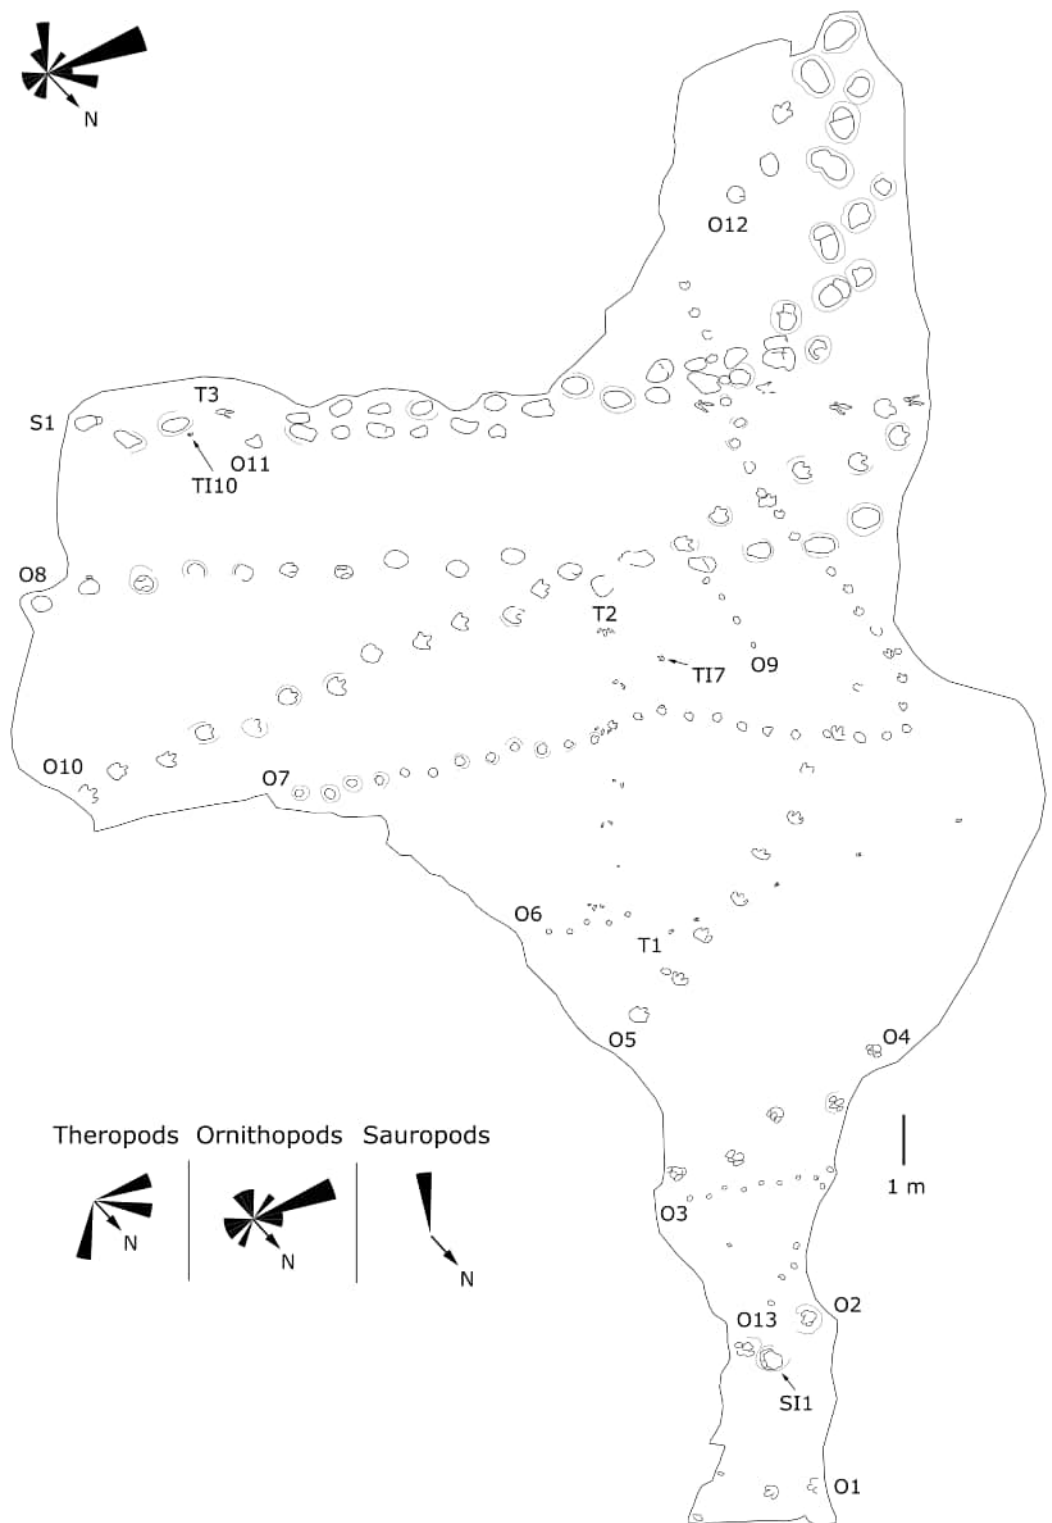 N
O12
T3
S1
O11
TI10
O8
T2
TI7
O9
O10
O7
O6
T1
O5
O4
Theropods Ornithopods Sauropods
1 m
O3
N
N
N
O2
O13
SI1
O1